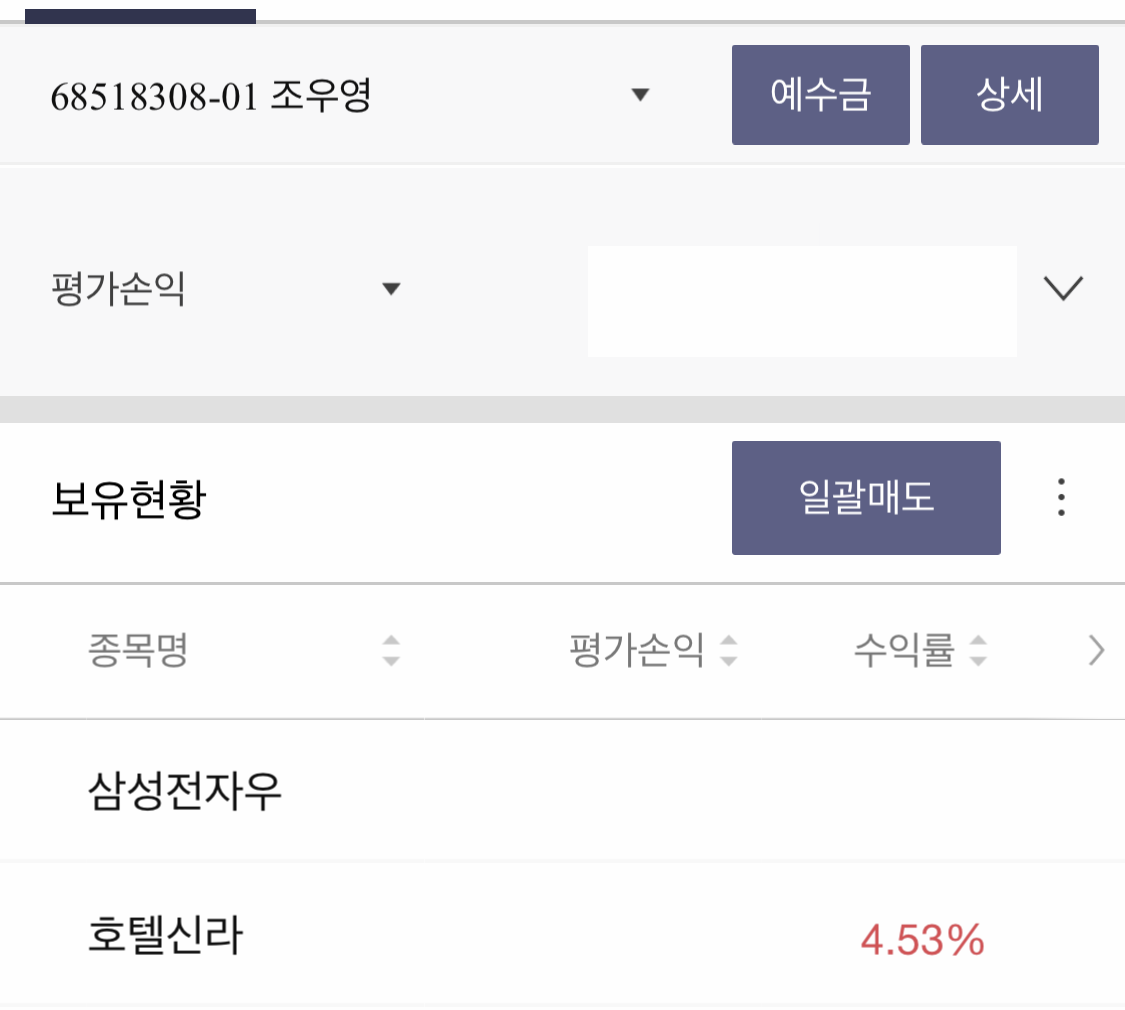 68518308-01 조우영 예수금 상세
평가손익
보유현황 일괄매도
종목명 평가손익 수익률
삼성전자우
호텔신라 4.53%